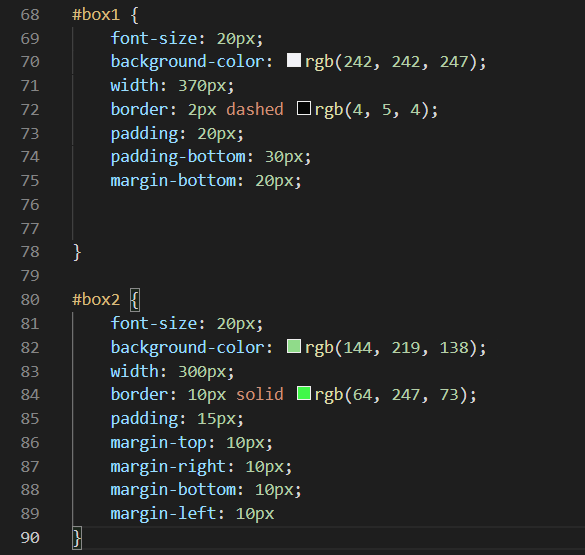 68 #box1 {
69     font-size: 20px;
70     background-color: rgb(242, 242, 247);
71     width: 370px;
72     border: 2px dashed rgb(4, 5, 4);
73     padding: 20px;
74     padding-bottom: 30px;
75     margin-bottom: 20px;
76
77
78 }
79
80 #box2 {
81     font-size: 20px;
82     background-color: rgb(144, 219, 138);
83     width: 300px;
84     border: 10px solid rgb(64, 247, 73);
85     padding: 15px;
86     margin-top: 10px;
87     margin-right: 10px;
88     margin-bottom: 10px;
89     margin-left: 10px
90 }